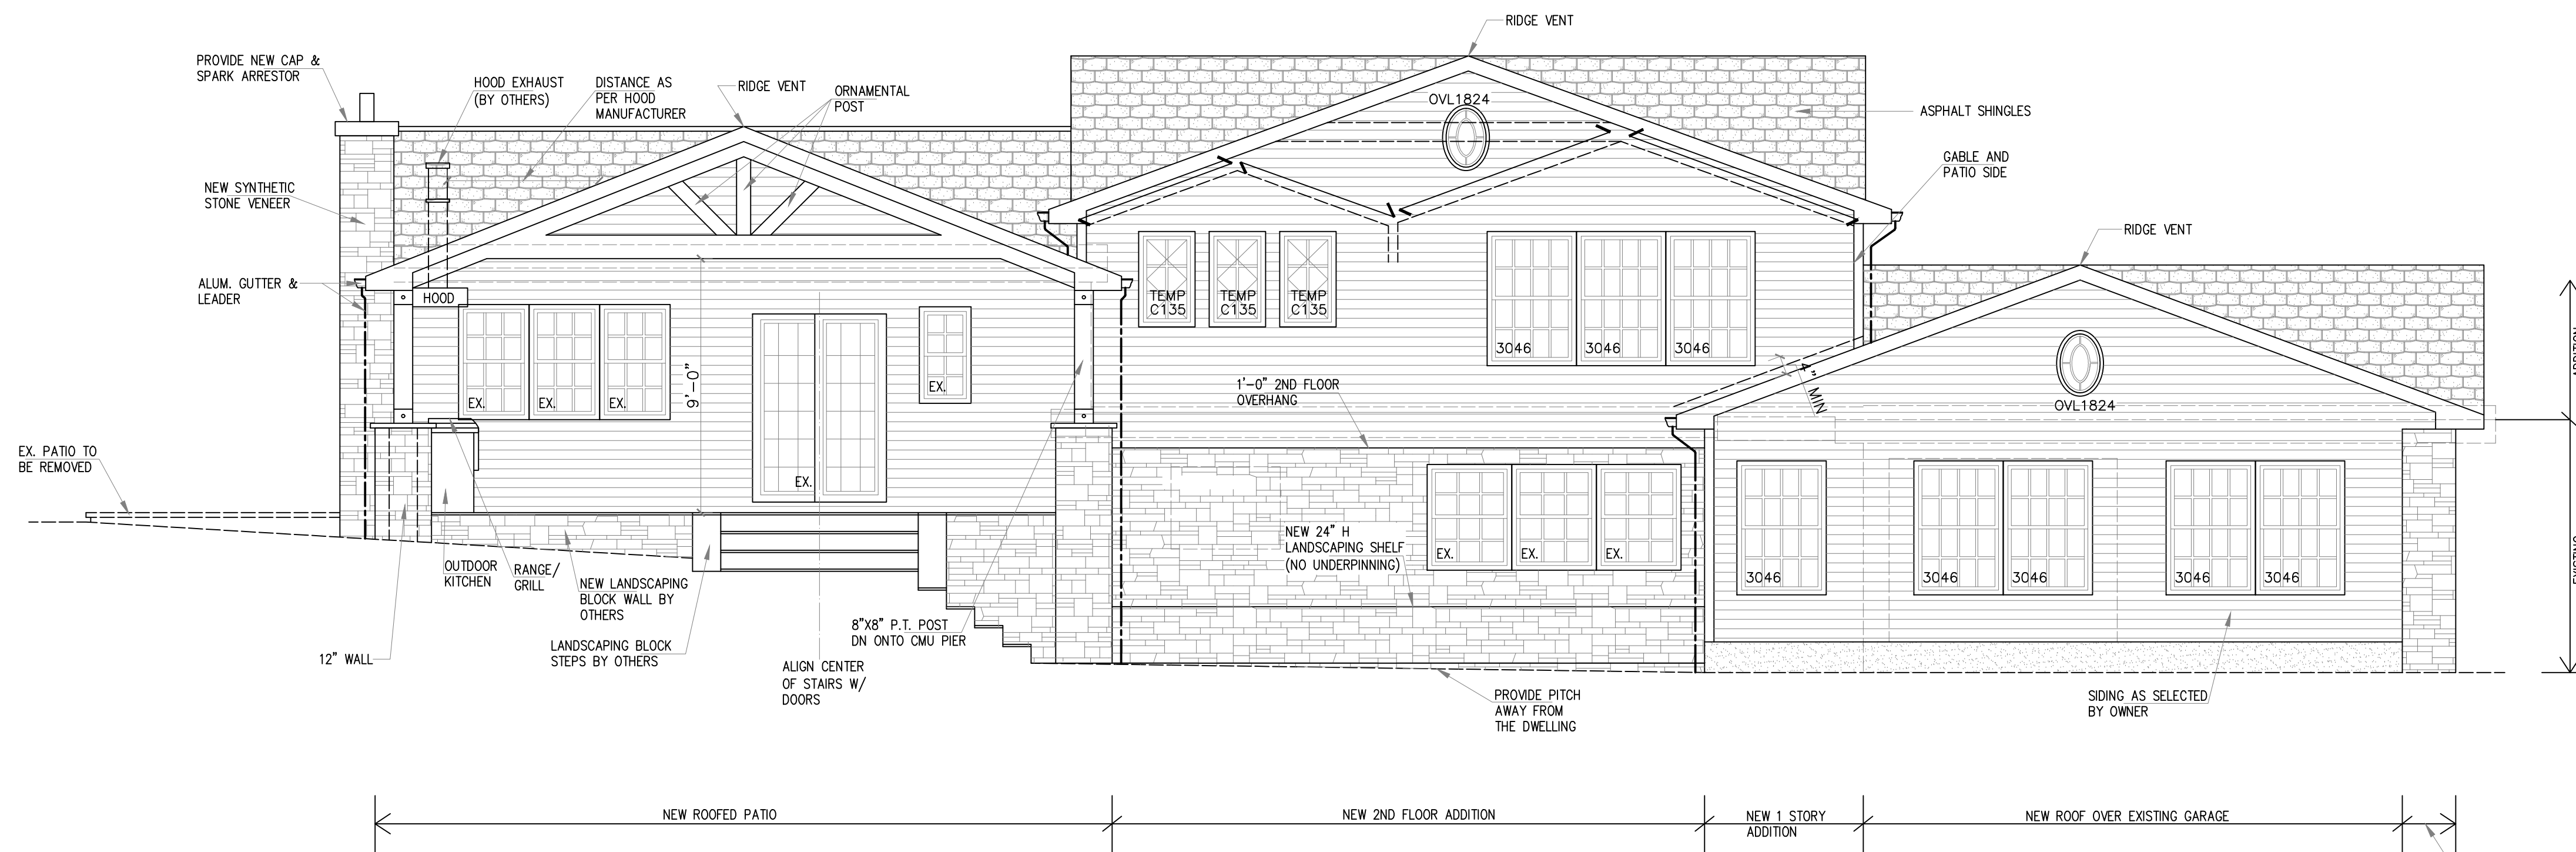 RIDGE VENT
PROVIDE NEW CAP &
SPARK ARRESTOR
HOOD EXHAUST
(BY OTHERS)
DISTANCE AS
PER HOOD
MANUFACTURER
RIDGE VENT
ORNAMENTAL
POST
OVL1824
ASPHALT SHINGLES
GABLE AND
PATIO SIDE
NEW SYNTHETIC
STONE VENEER
RIDGE VENT
ALUM. GUTTER &
LEADER
HOOD
TEMP
C135
TEMP
C135
TEMP
C135
3046
3046
3046
9'-0"
EX.
EX.
EX.
EX.
EX.
1'-0" 2ND FLOOR
OVERHANG
4" MIN
OVL1824
ADDITION
EX. PATIO TO
BE REMOVED
NEW 24" H
LANDSCAPING SHELF
(NO UNDERPINNING)
EX.
EX.
EX.
3046
3046
3046
3046
3046
EXISTING
OUTDOOR
KITCHEN
RANGE/
GRILL
NEW LANDSCAPING
BLOCK WALL BY
OTHERS
12" WALL
LANDSCAPING BLOCK
STEPS BY OTHERS
ALIGN CENTER
OF STAIRS W/
DOORS
8"X8" P.T. POST
DN ONTO CMU PIER
PROVIDE PITCH
AWAY FROM
THE DWELLING
SIDING AS SELECTED
BY OWNER
NEW ROOFED PATIO
NEW 2ND FLOOR ADDITION
NEW 1 STORY
ADDITION
NEW ROOF OVER EXISTING GARAGE